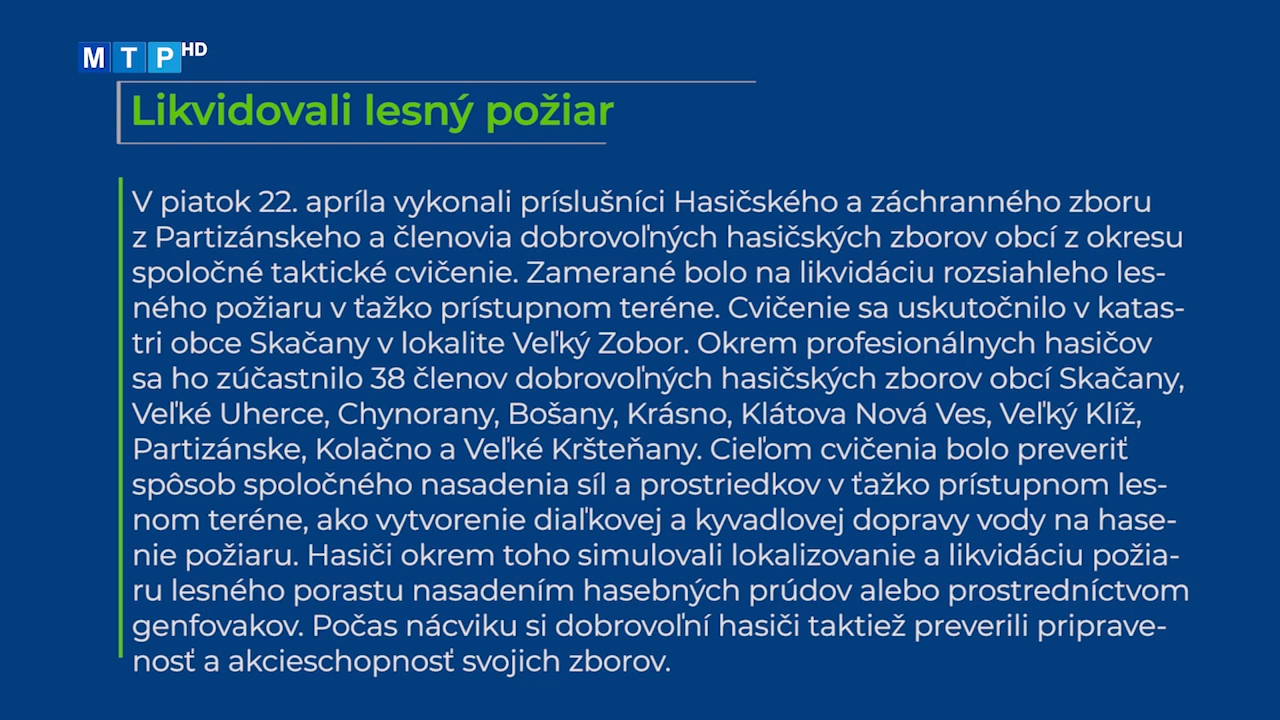 MTP HD
Likvidovali lesný požiar
V piatok 22. apríla vykonali príslušníci Hasičského a záchranného zboru
z Partizánskeho a členovia dobrovoľných hasičských zborov obcí z okresu
spoločné taktické cvičenie. Zamerané bolo na likvidáciu rozsiahleho les-
ného požiaru v ťažko prístupnom teréne. Cvičenie sa uskutočnilo v katas-
tri obce Skačany v lokalite Veľký Zobor. Okrem profesionálnych hasičov
sa ho zúčastnilo 38 členov dobrovoľných hasičských zborov obcí Skačany,
Veľké Uherce, Chynorany, Bošany, Krásno, Klátova Nová Ves, Veľký Klíž,
Partizánske, Kolačno a Veľké Kršteňany. Cieľom cvičenia bolo preveriť
spôsob spoločného nasadenia síl a prostriedkov v ťažko prístupnom les-
nom teréne, ako vytvorenie diaľkovej a kyvadlovej dopravy vody na hase-
nie požiaru. Hasiči okrem toho simulovali lokalizovanie a likvidáciu požia-
ru lesného porastu nasadením hasebných prúdov alebo prostredníctvom
genfovakov. Počas nácviku si dobrovoľní hasiči taktiež preverili priprave-
nosť a akcieschopnosť svojich zborov.